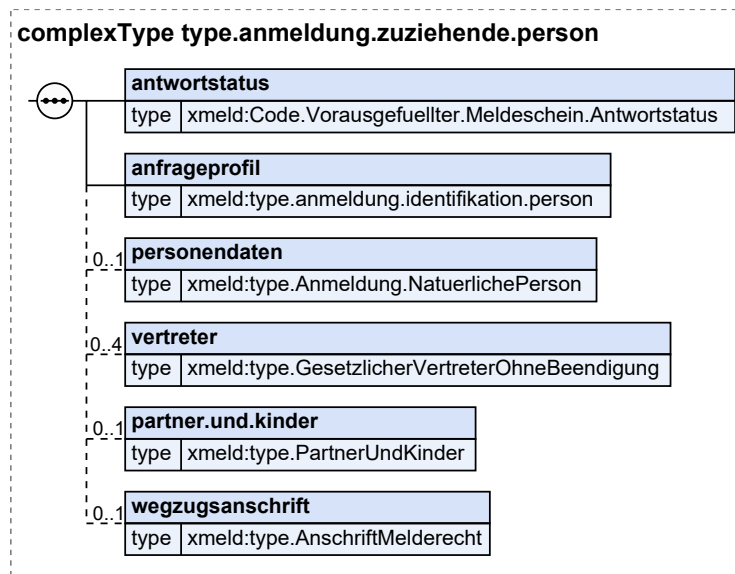 complexType type.anmeldung.zuziehende.person
antwortstatus
type xmeld:Code.Vorausgefuellter.Meldeschein.Antwortstatus
anfrageprofil
type xmeld:type.anmeldung.identifikation.person
0..1
personendaten
type xmeld:type.Anmeldung.NatuerlichePerson
0..4
vertreter
type xmeld:type.GesetzlicherVertreterOhneBeendigung
0..1
partner.und.kinder
type xmeld:type.PartnerUndKinder
0..1
wegzugsanschrift
type xmeld:type.AnschriftMelderecht